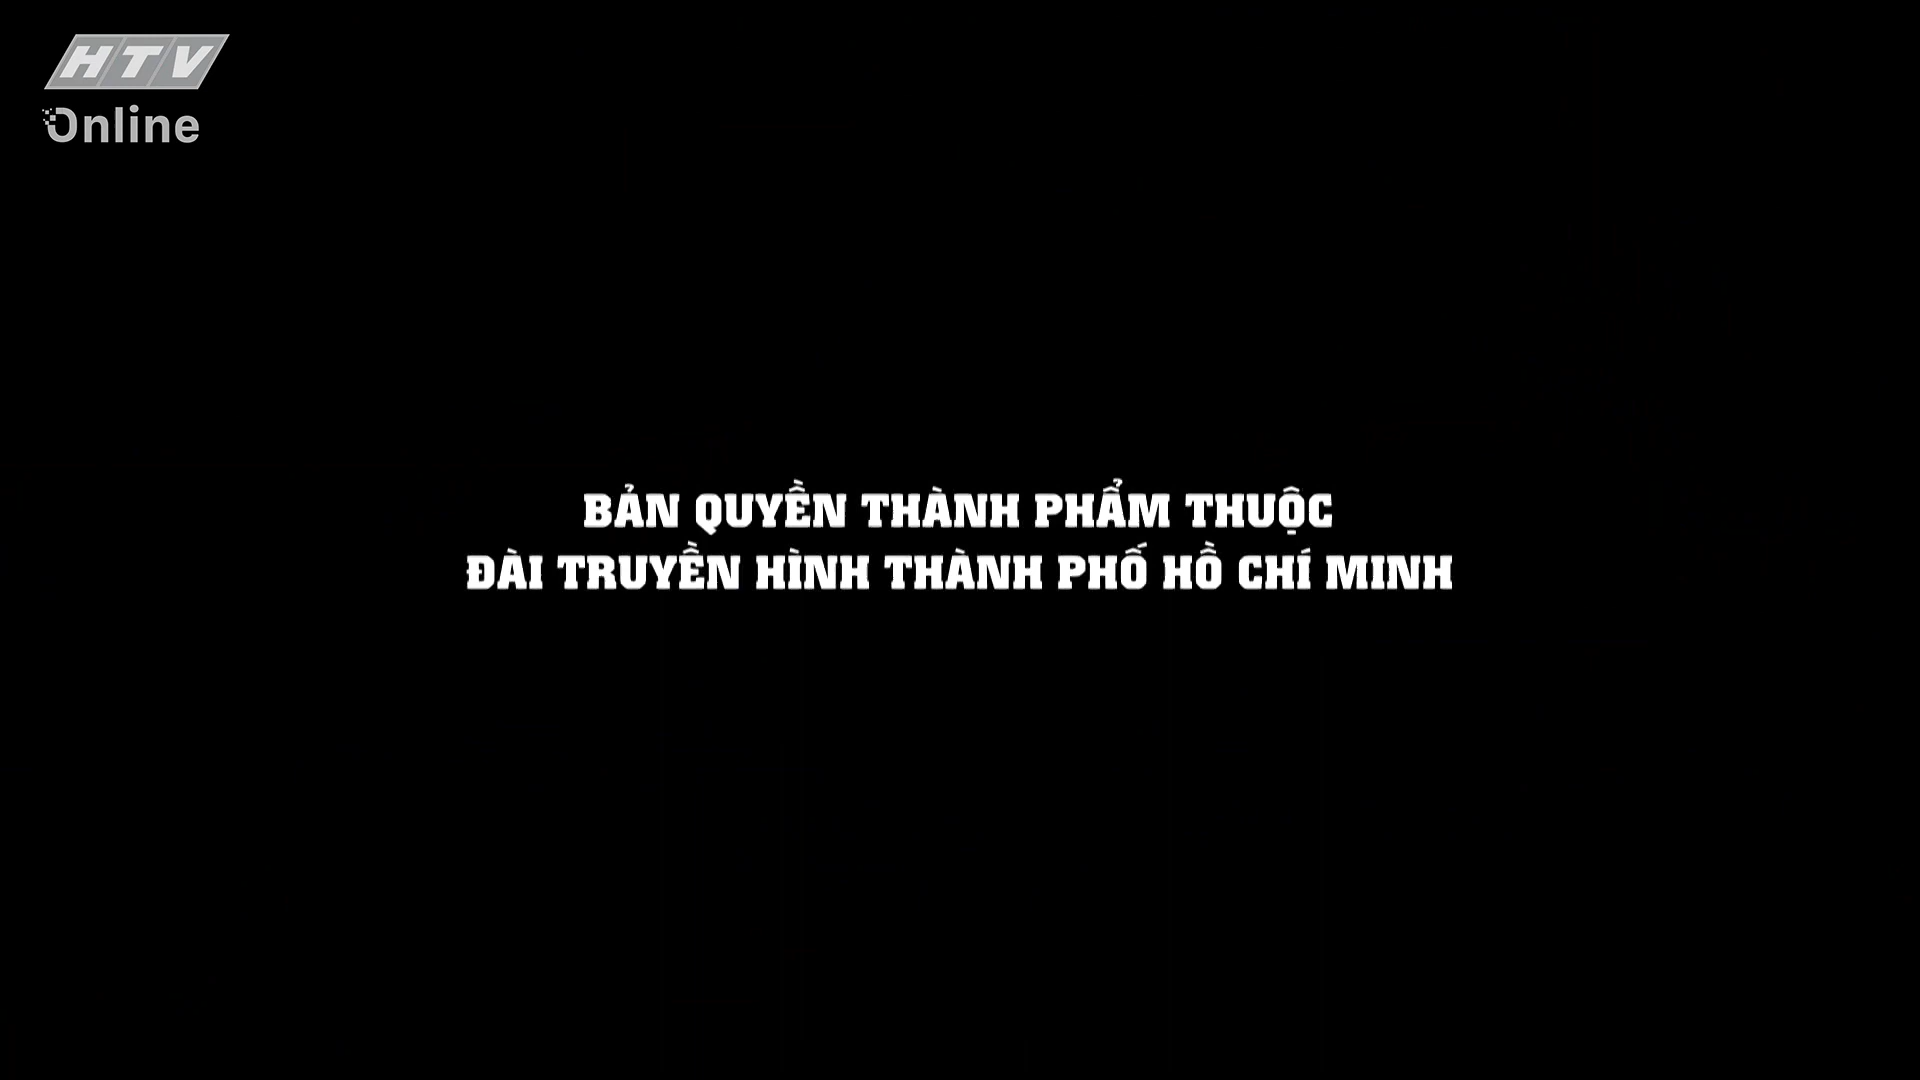 HTV
Online
BẢN QUYỀN THÀNH PHẨM THUỘC
ĐÀI TRUYỀN HÌNH THÀNH PHỐ HỒ CHÍ MINH